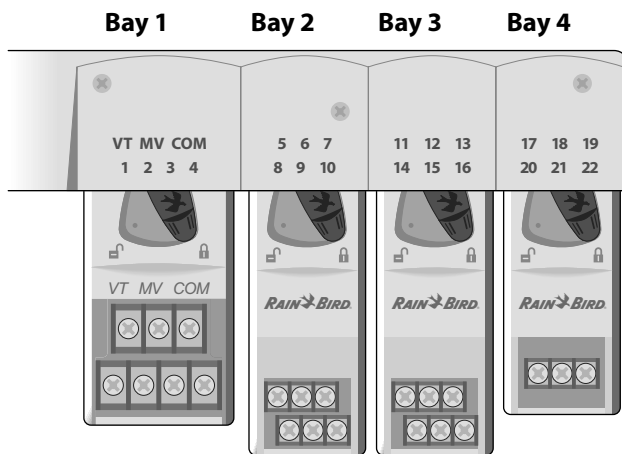 Bay 1 Bay 2 Bay 3 Bay 4
VT MV COM 5 6 7 11 12 13 17 18 19
1 2 3 4 8 9 10 14 15 16 20 21 22
VT MV COM
RAIN BIRD RAIN BIRD RAIN BIRD